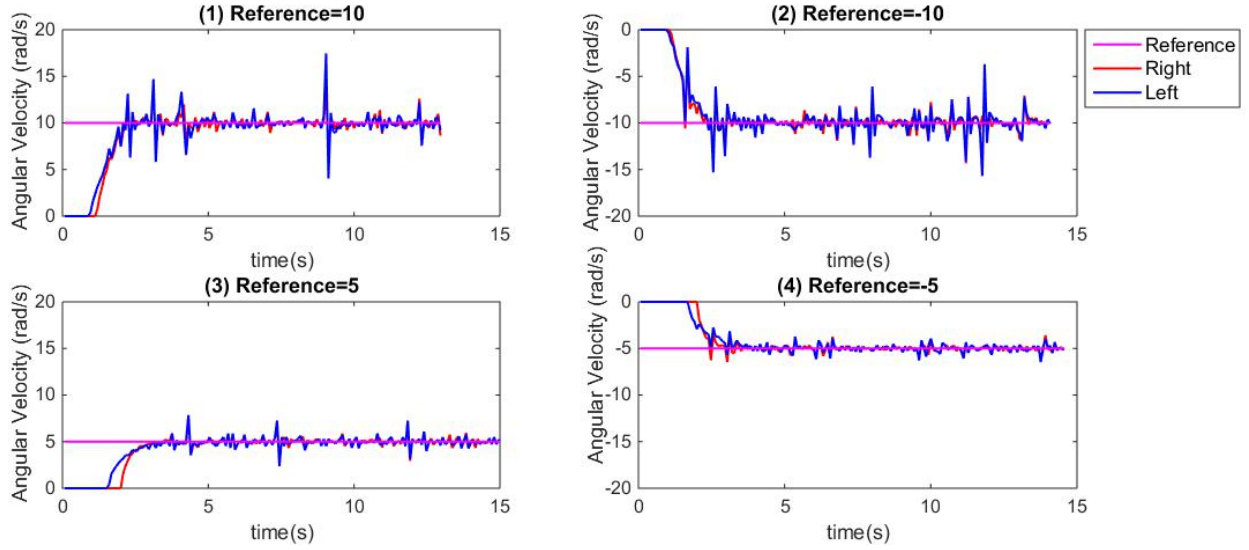 (1) Reference=10
Angular Velocity (rad/s)
20
15
10
5
0
0
5
10
15
time(s)
(2) Reference=-10
Angular Velocity (rad/s)
0
-5
-10
-15
-20
0
5
10
15
time(s)
Reference
Right
Left
(3) Reference=5
Angular Velocity (rad/s)
20
15
10
5
0
0
5
10
15
time(s)
(4) Reference=-5
Angular Velocity (rad/s)
0
-5
-10
-15
-20
0
5
10
15
time(s)